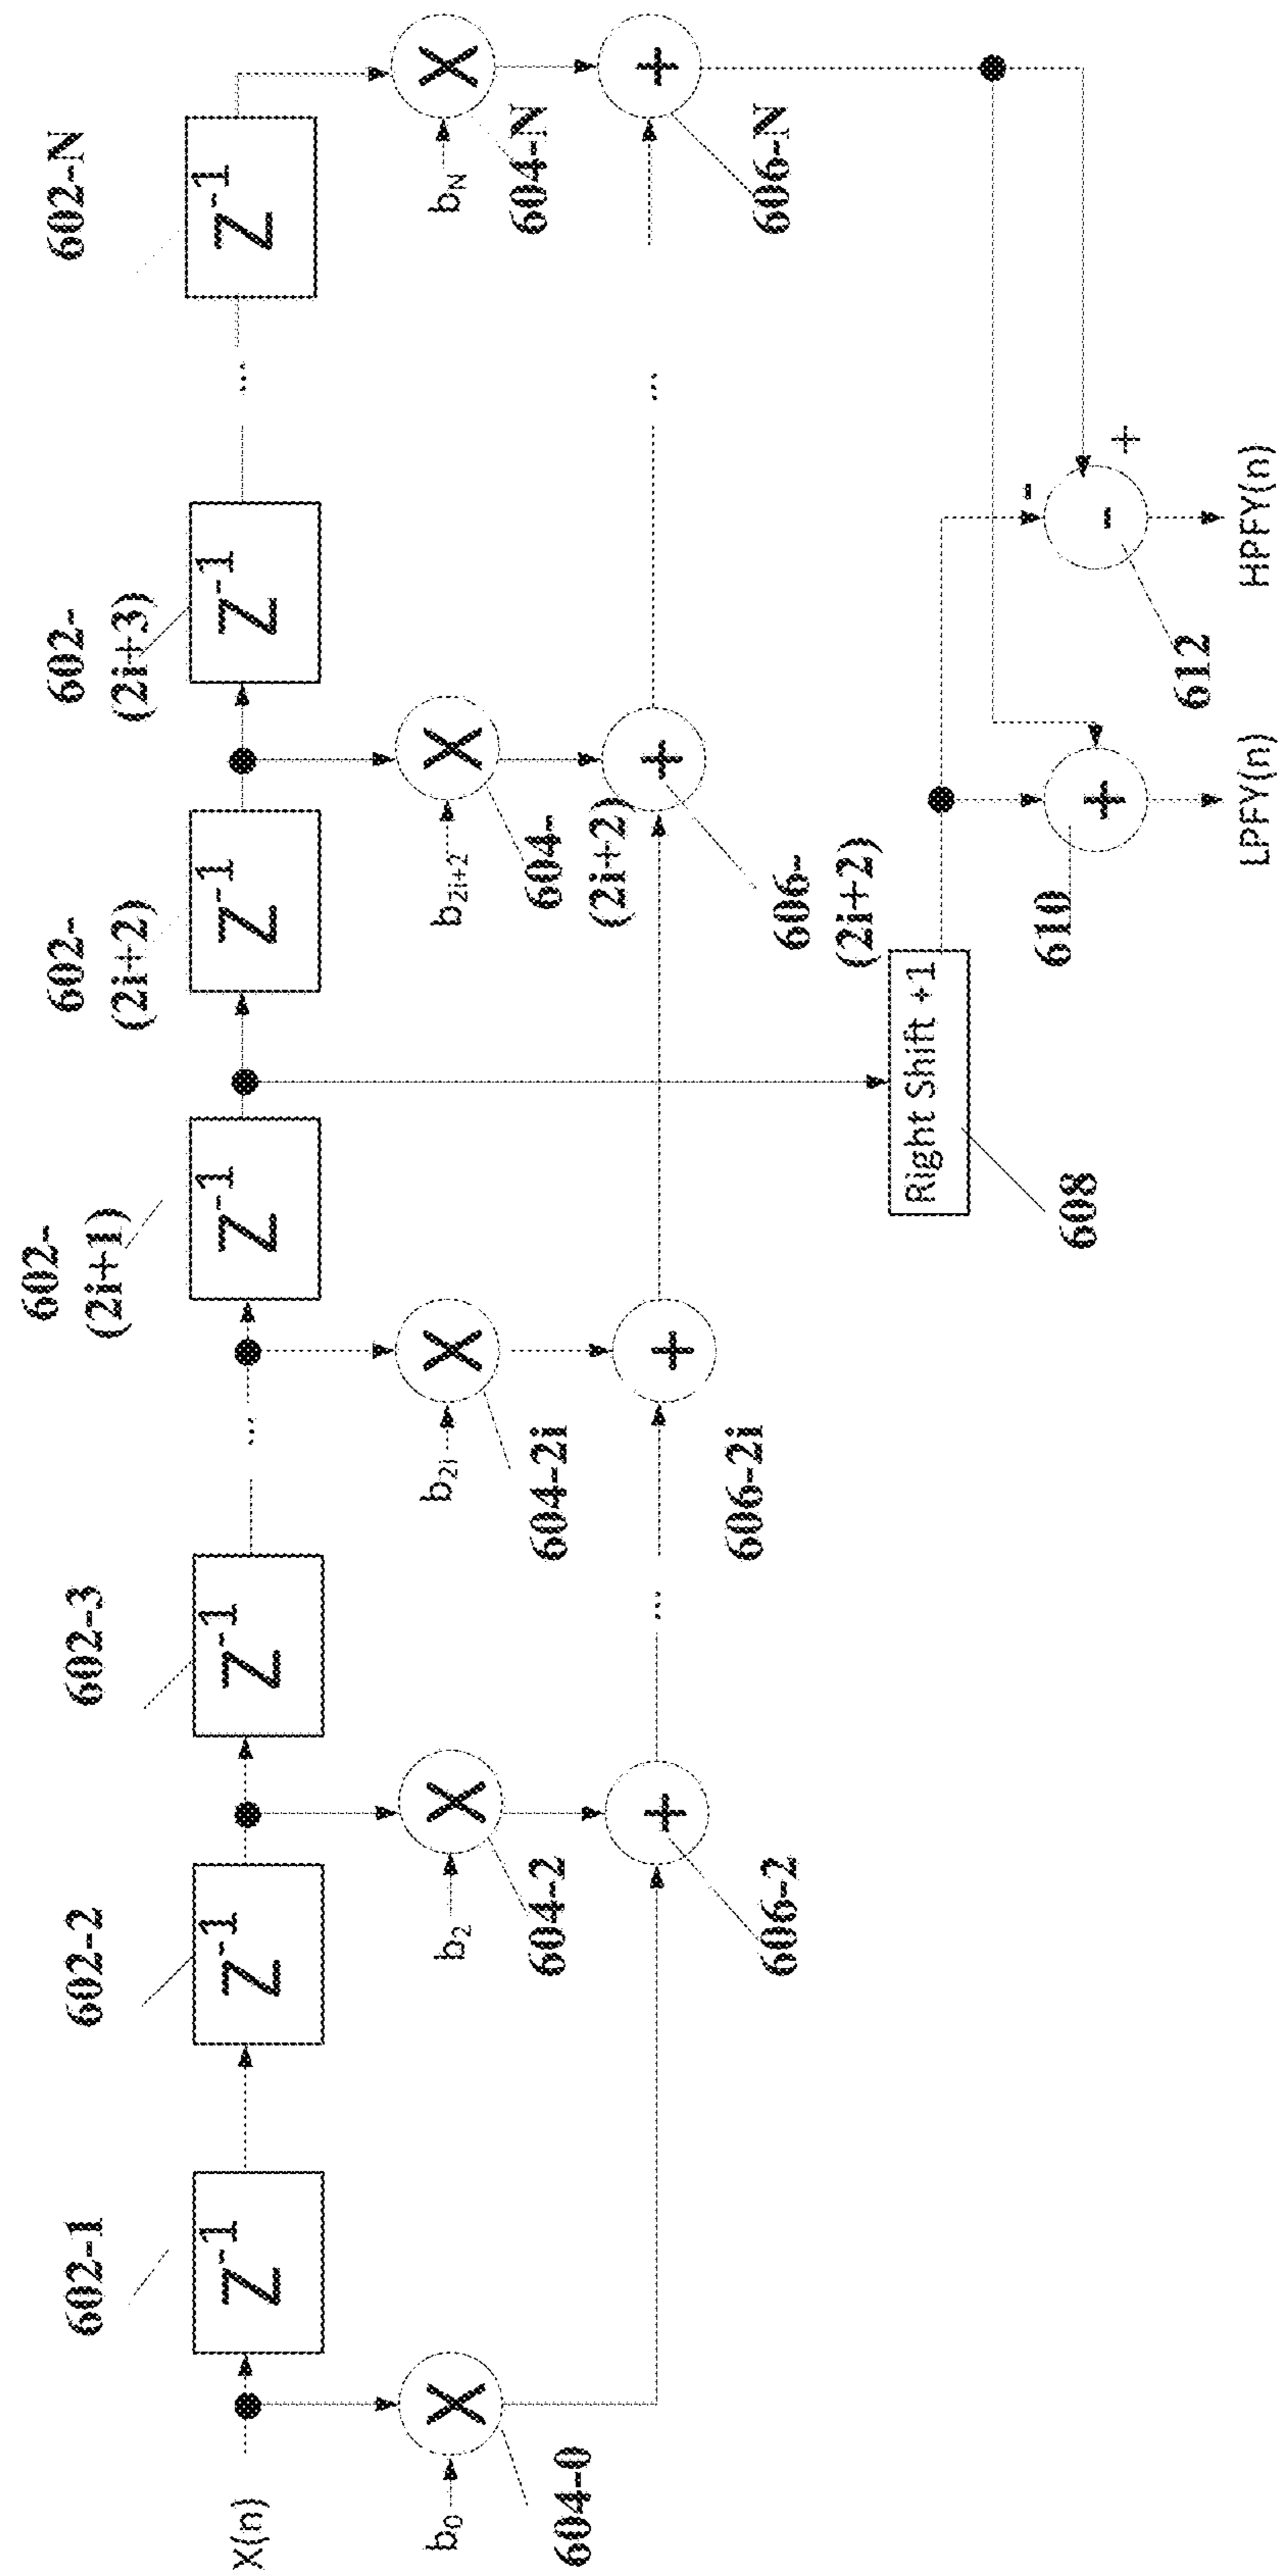 602-1
602-2
602-3
602-
(2i+1)
602-
(2i+2)
602-
(2i+3)
602-N
X(n)
Z-1
Z-1
Z-1
...
Z-1
Z-1
Z-1
...
Z-1
b0
X
b2
X
b2i
X
b2i+2
X
bN
X
604-0
604-2
604-2i
604-
(2i+2)
604-N
+
...
+
+
...
+
606-2
606-2i
606-
(2i+2)
606-N
Right Shift +1
608
610
+
-
-
+
612
LPFY(n)
HPFY(n)